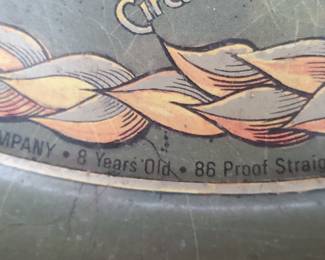 MPANY • 8 Years Old • 86 Proof Straig